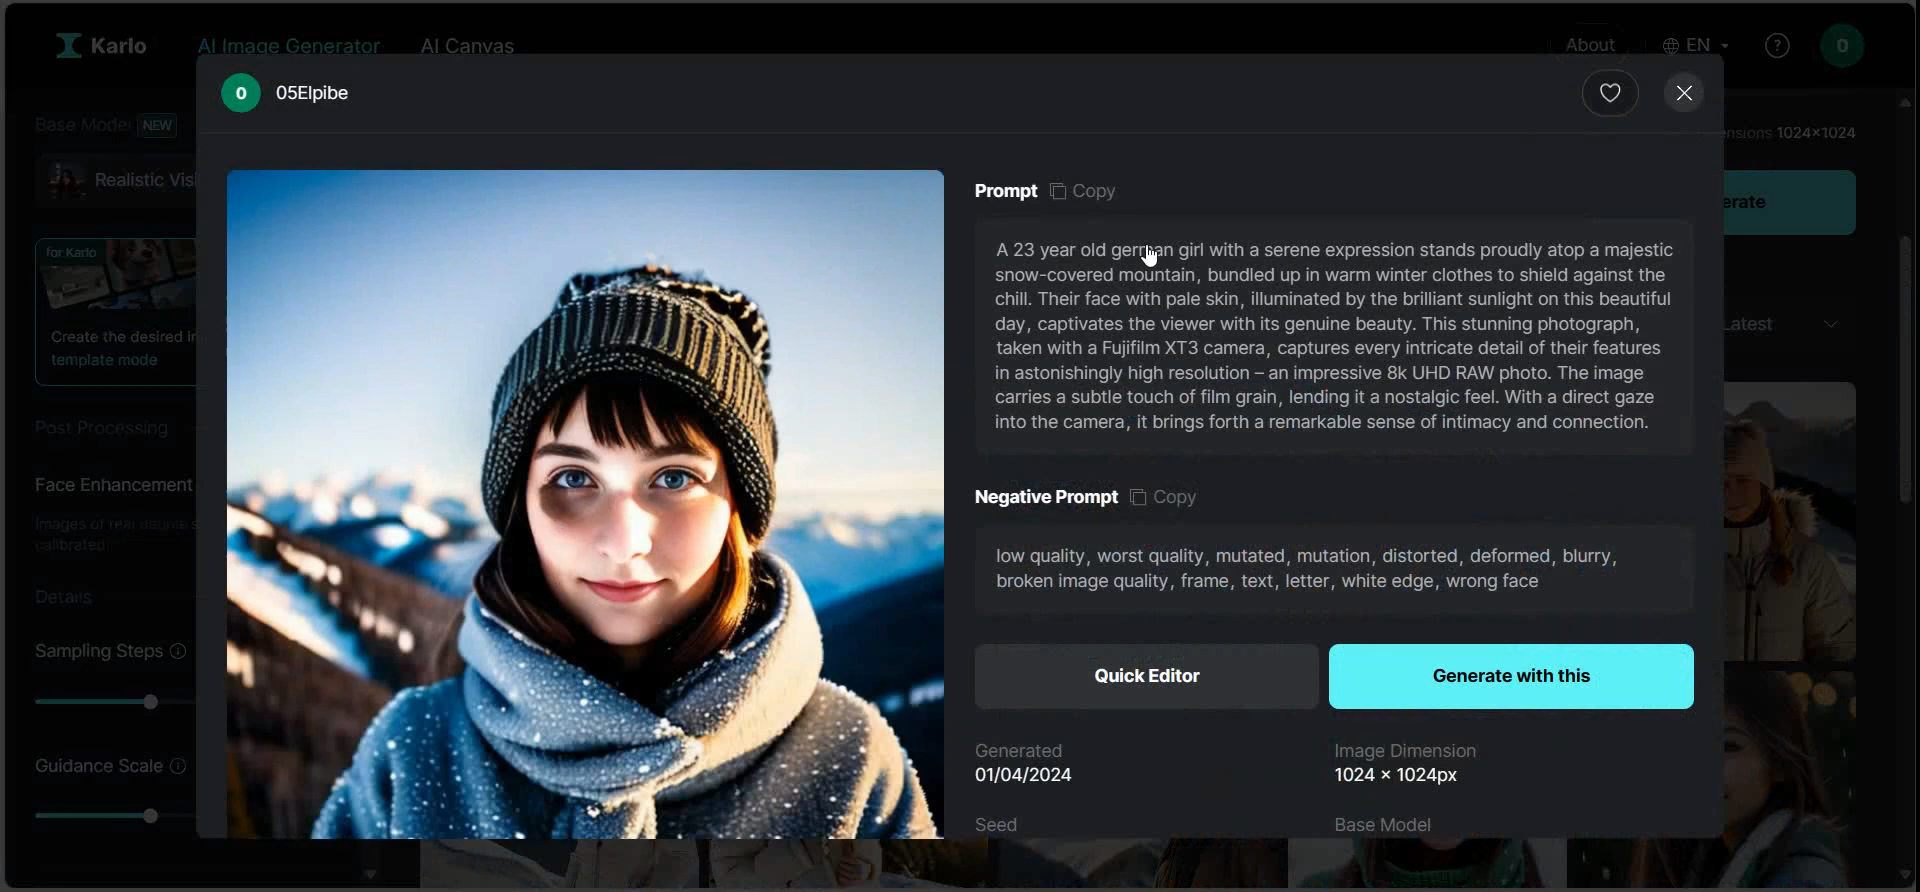 Karlo
AI Image Generator
AI Canvas
About
EN
?
0
0
05Elpibe
Base Model NEW
Realistic Vis
for Karlo
Create the desired in
template mode
Post Processing
Face Enhancement
Images of real
calibrated
Details
Sampling Steps
Guidance Scale
Prompt Copy
A 23 year old german girl with a serene expression stands proudly atop a majestic
snow-covered mountain, bundled up in warm winter clothes to shield against the
chill. Their face with pale skin, illuminated by the brilliant sunlight on this beautiful
day, captivates the viewer with its genuine beauty. This stunning photograph,
taken with a Fujifilm XT3 camera, captures every intricate detail of their features
in astonishingly high resolution – an impressive 8k UHD RAW photo. The image
carries a subtle touch of film grain, lending it a nostalgic feel. With a direct gaze
into the camera, it brings forth a remarkable sense of intimacy and connection.
Negative Prompt Copy
low quality, worst quality, mutated, mutation, distorted, deformed, blurry,
broken image quality, frame, text, letter, white edge, wrong face
Quick Editor
Generate with this
Generated
01/04/2024
Image Dimension
1024 × 1024px
Seed
Base Model
ensions 1024×1024
erate
Latest